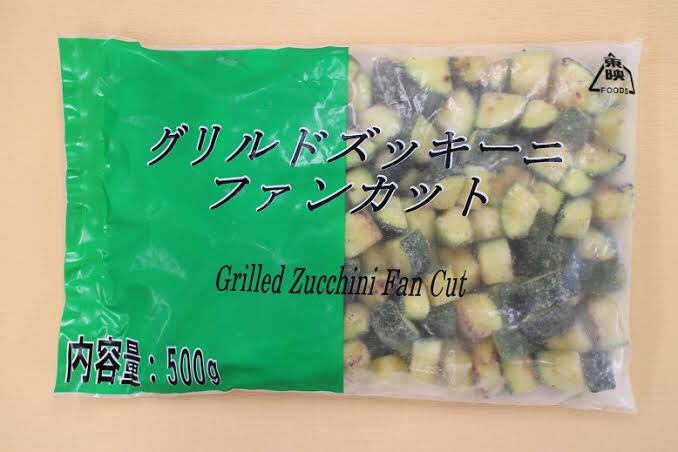 東映
FOODS
グリルドズッキーニ
ファンカット
Grilled Zucchini Fan Cut
内容量：500g